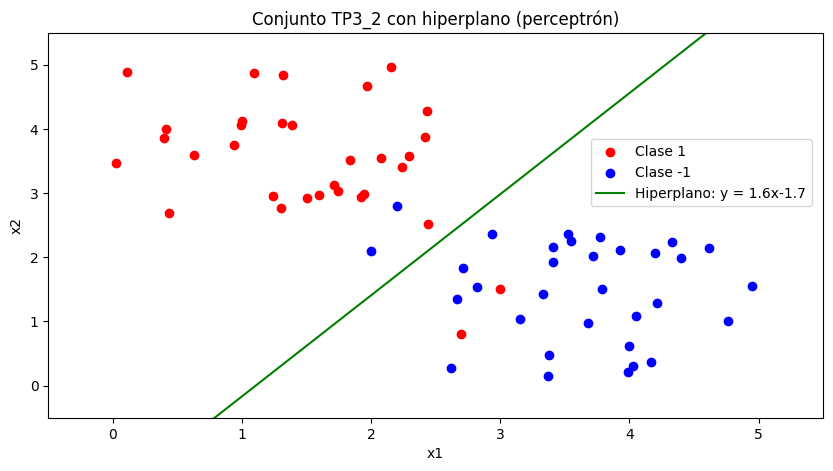 Conjunto TP3_2 con hiperplano (perceptrón)
5
4
3
2
1
0
x2
Clase 1
Clase -1
Hiperplano: y = 1.6x-1.7
0 1 2 3 4 5
x1